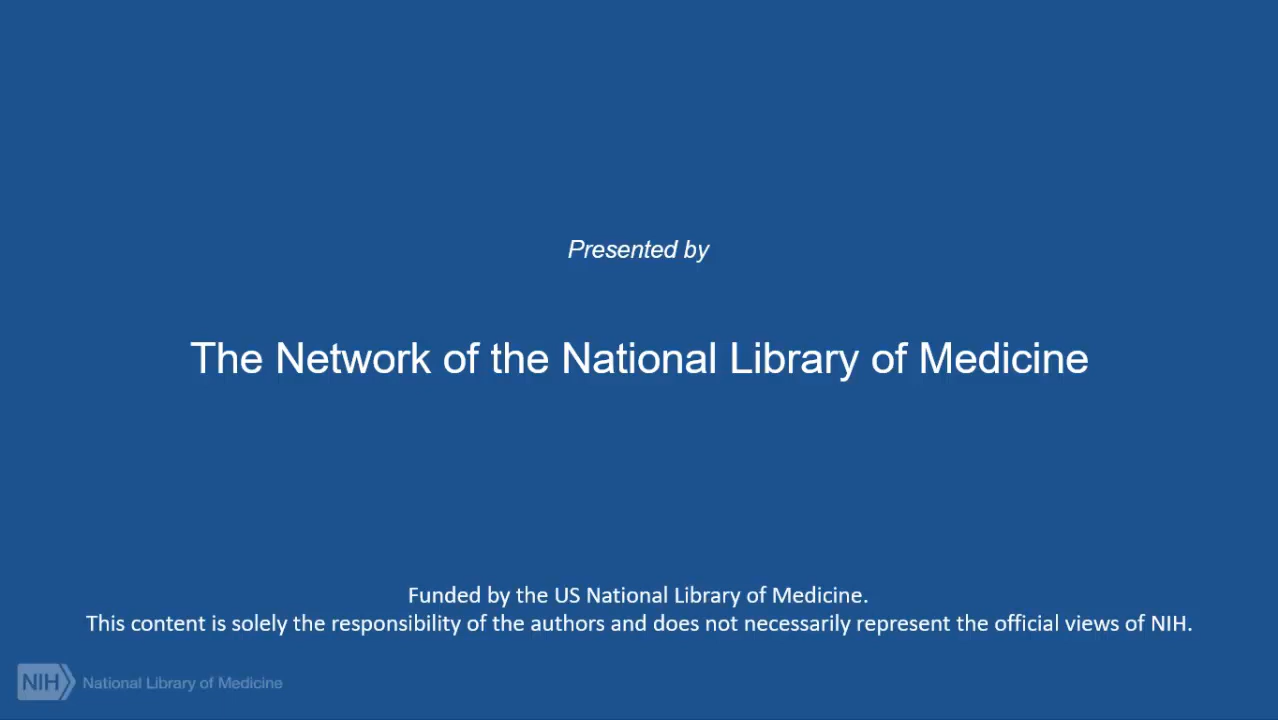 Presented by
The Network of the National Library of Medicine
Funded by the US National Library of Medicine.
This content is solely the responsibility of the authors and does not necessarily represent the official views of NIH.
NIH National Library of Medicine